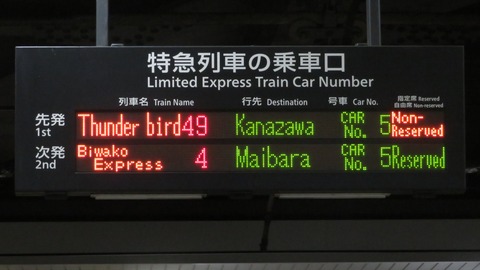 特急列車の乗車口
Limited Express Train Car Number
列車名 Train Name 行先 Destination 号車 Car No. 指定席 Reserved
自由席 Non-reserved
先発 1st Thunder bird 49 Kanazawa CAR No. 5 Non-Reserved
次発 2nd Biwako Express 4 Maibara CAR No. 5 Reserved